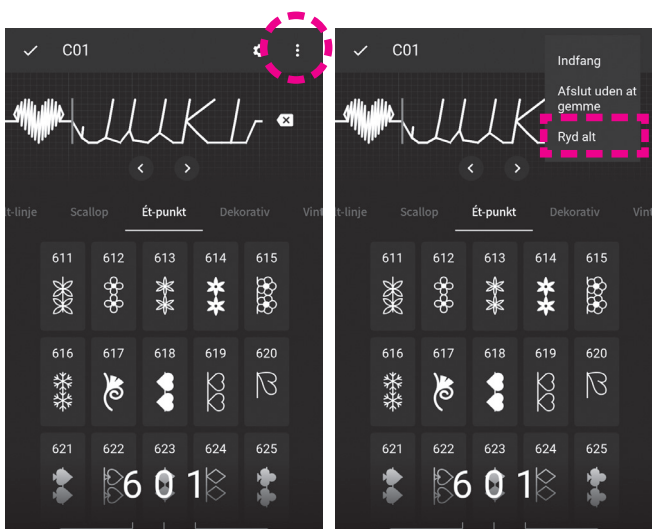 C01
lt-linje Scallop Ét-punkt Dekorativ Vint
611 612 613 614 615
616 617 618 619 620
621 622 623 624 625
601
C01
Indfang
Afslut uden at
gemme
Ryd alt
lt-linje Scallop Ét-punkt Dekorativ Vint
611 612 613 614 615
616 617 618 619 620
621 622 623 624 625
601